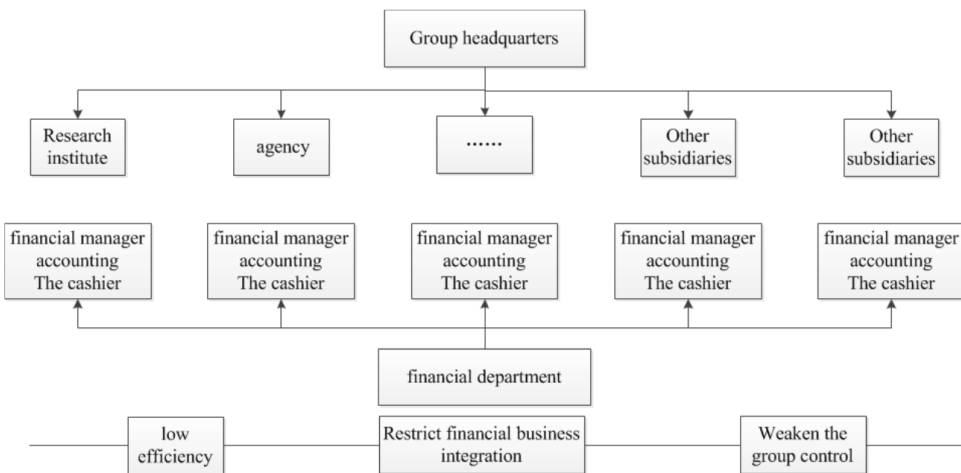 Group headquarters
Research
institute
agency
……
Other
subsidiaries
Other
subsidiaries
financial manager
accounting
The cashier
financial manager
accounting
The cashier
financial manager
accounting
The cashier
financial manager
accounting
The cashier
financial manager
accounting
The cashier
financial department
low
efficiency
Restrict financial business
integration
Weaken the
group control